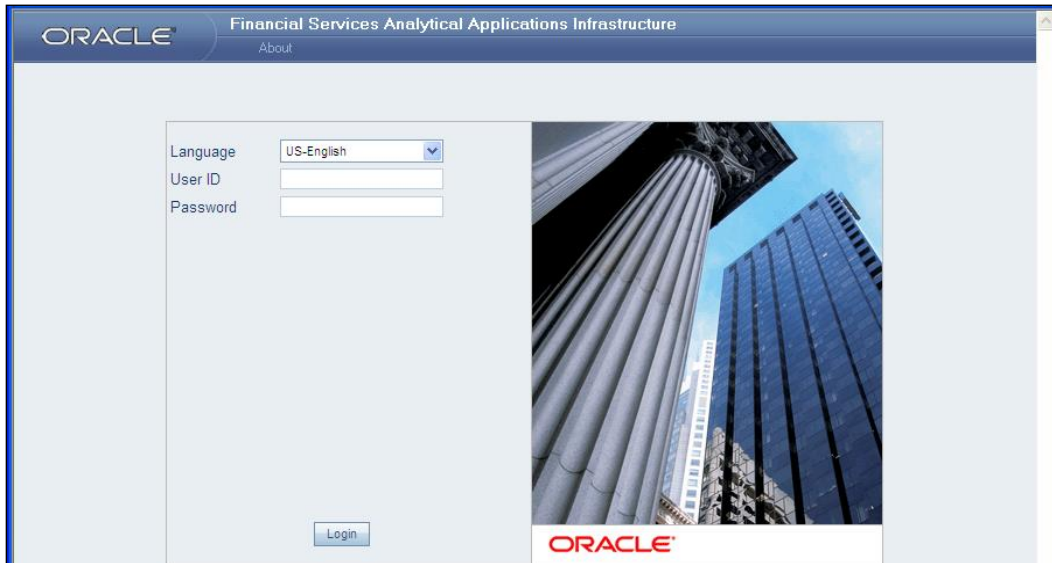 ORACLE
Financial Services Analytical Applications Infrastructure
About
Language US-English
User ID
Password
Login
ORACLE